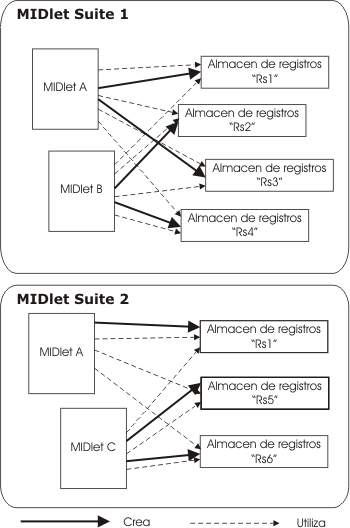 MIDlet Suite 1
MIDlet A
Almacen de registros
"Rs1"
Almacen de registros
"Rs2"
MIDlet B
Almacen de registros
"Rs3"
Almacen de registros
"Rs4"
MIDlet Suite 2
MIDlet A
Almacen de registros
"Rs1"
Almacen de registros
"Rs5"
MIDlet C
Almacen de registros
"Rs6"
Crea
Utiliza